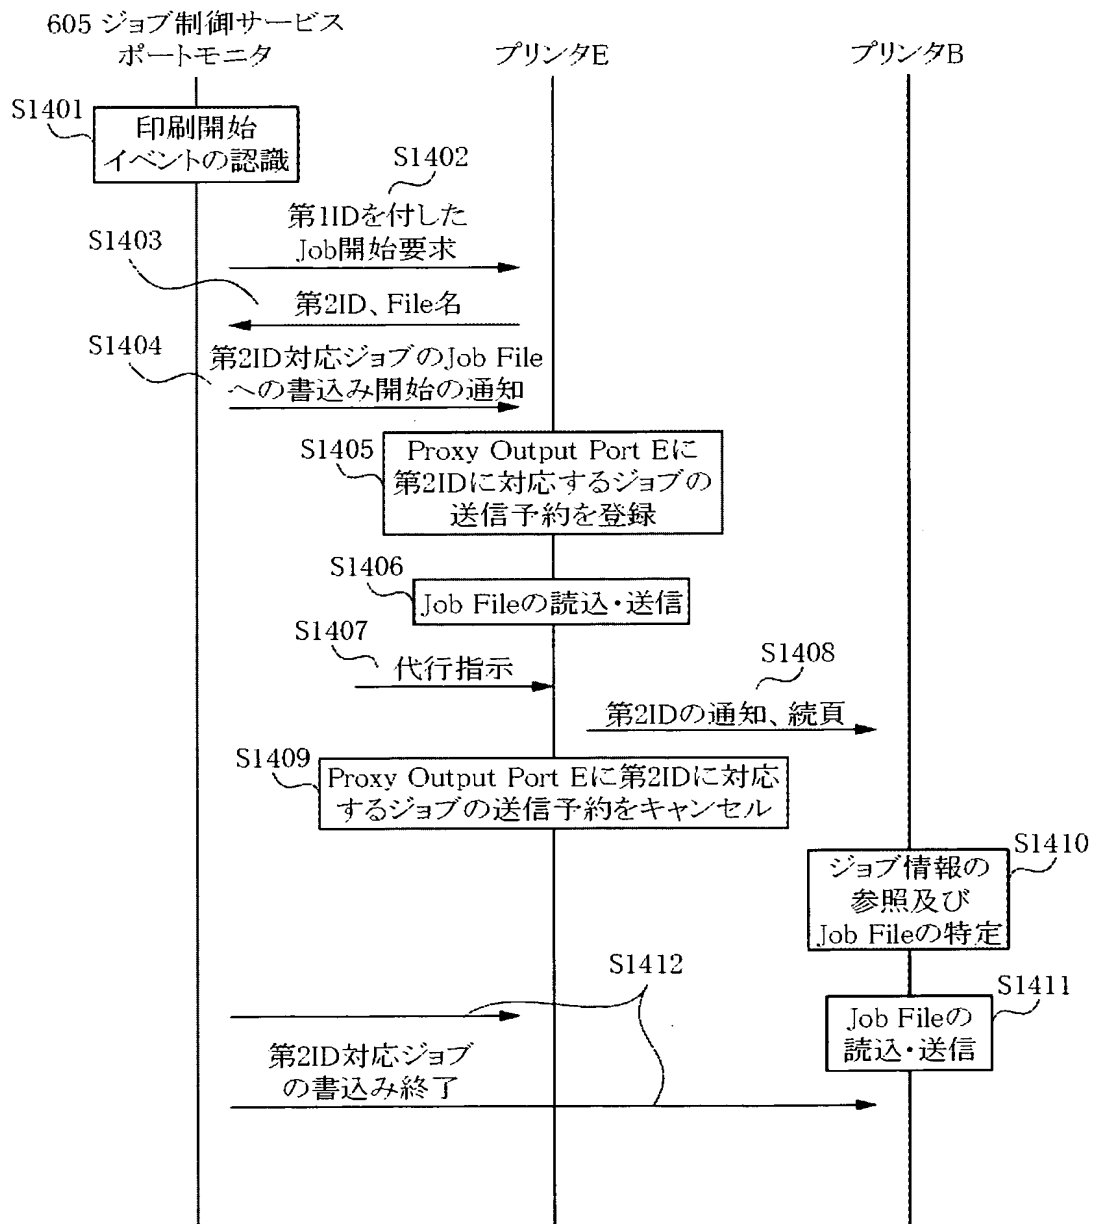 605 ジョブ制御サービス
ポートモニタ
プリンタE
プリンタB
S1401
印刷開始
イベントの認識
S1402
第1IDを付した
Job開始要求
S1403
第2ID、File名
S1404
第2ID対応ジョブのJob File
への書込み開始の通知
S1405
Proxy Output Port Eに
第2IDに対応するジョブの
送信予約を登録
S1406
Job Fileの読込・送信
S1407
代行指示
S1408
第2IDの通知、続頁
S1409
Proxy Output Port Eに第2IDに対応
するジョブの送信予約をキャンセル
S1410
ジョブ情報の
参照及び
Job Fileの特定
S1412
S1411
Job Fileの
読込・送信
第2ID対応ジョブ
の書込み終了